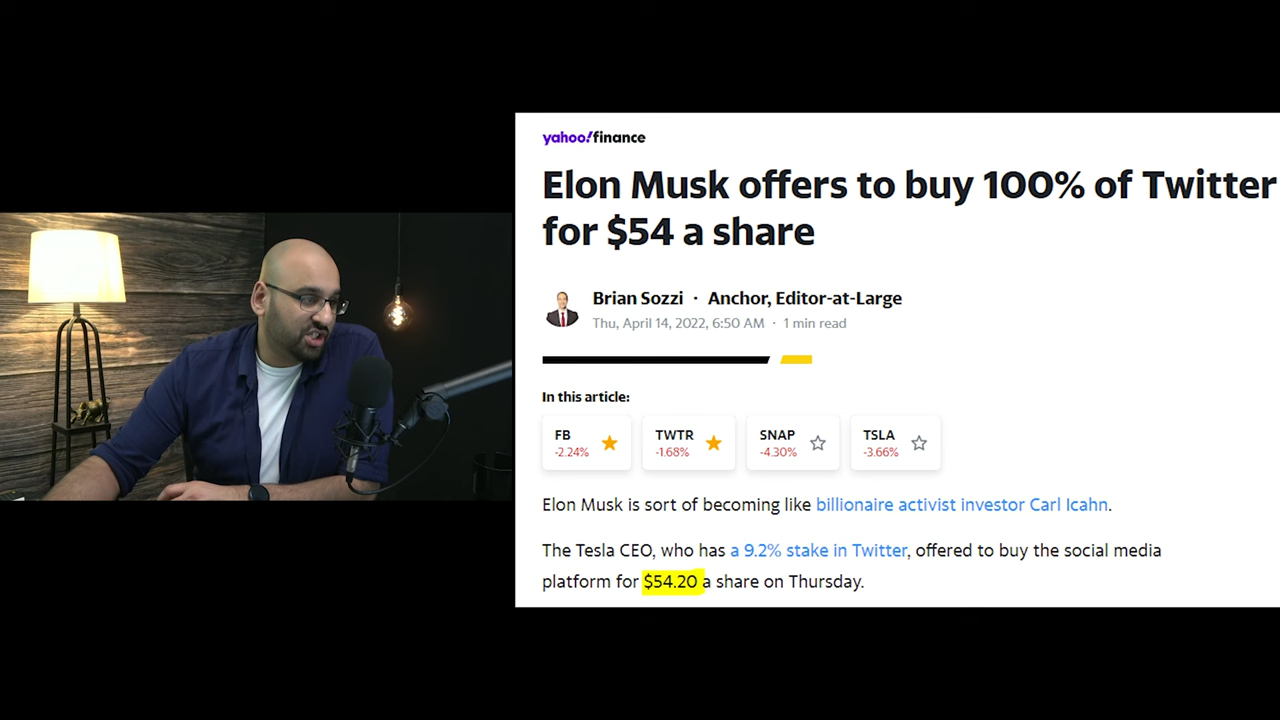 yahoo!finance
Elon Musk offers to buy 100% of Twitter
for $54 a share
Brian Sozzi · Anchor, Editor-at-Large
Thu, April 14, 2022, 6:50 AM · 1 min read
In this article:
FB
-2.24%
TWTR
-1.68%
SNAP
-4.30%
TSLA
-3.66%
Elon Musk is sort of becoming like billionaire activist investor Carl Icahn.
The Tesla CEO, who has a 9.2% stake in Twitter, offered to buy the social media
platform for $54.20 a share on Thursday.